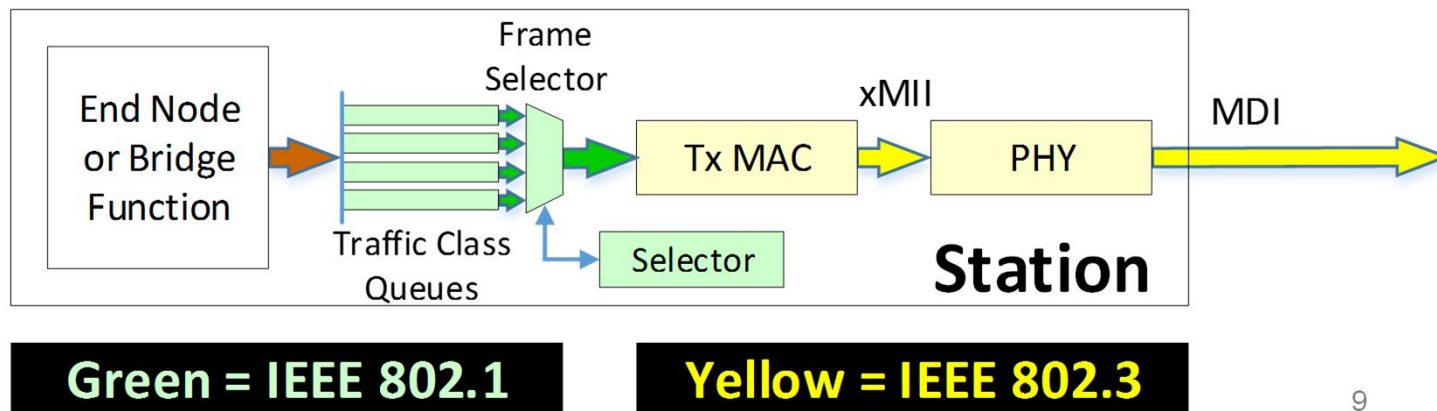 End Node
or Bridge
Function
Frame
Selector
Traffic Class
Queues
Selector
Tx MAC
xMII
PHY
MDI
Station
Green = IEEE 802.1
Yellow = IEEE 802.3
9